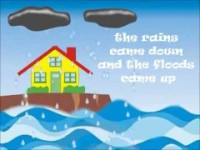 the rains
came down
and the floods
came up